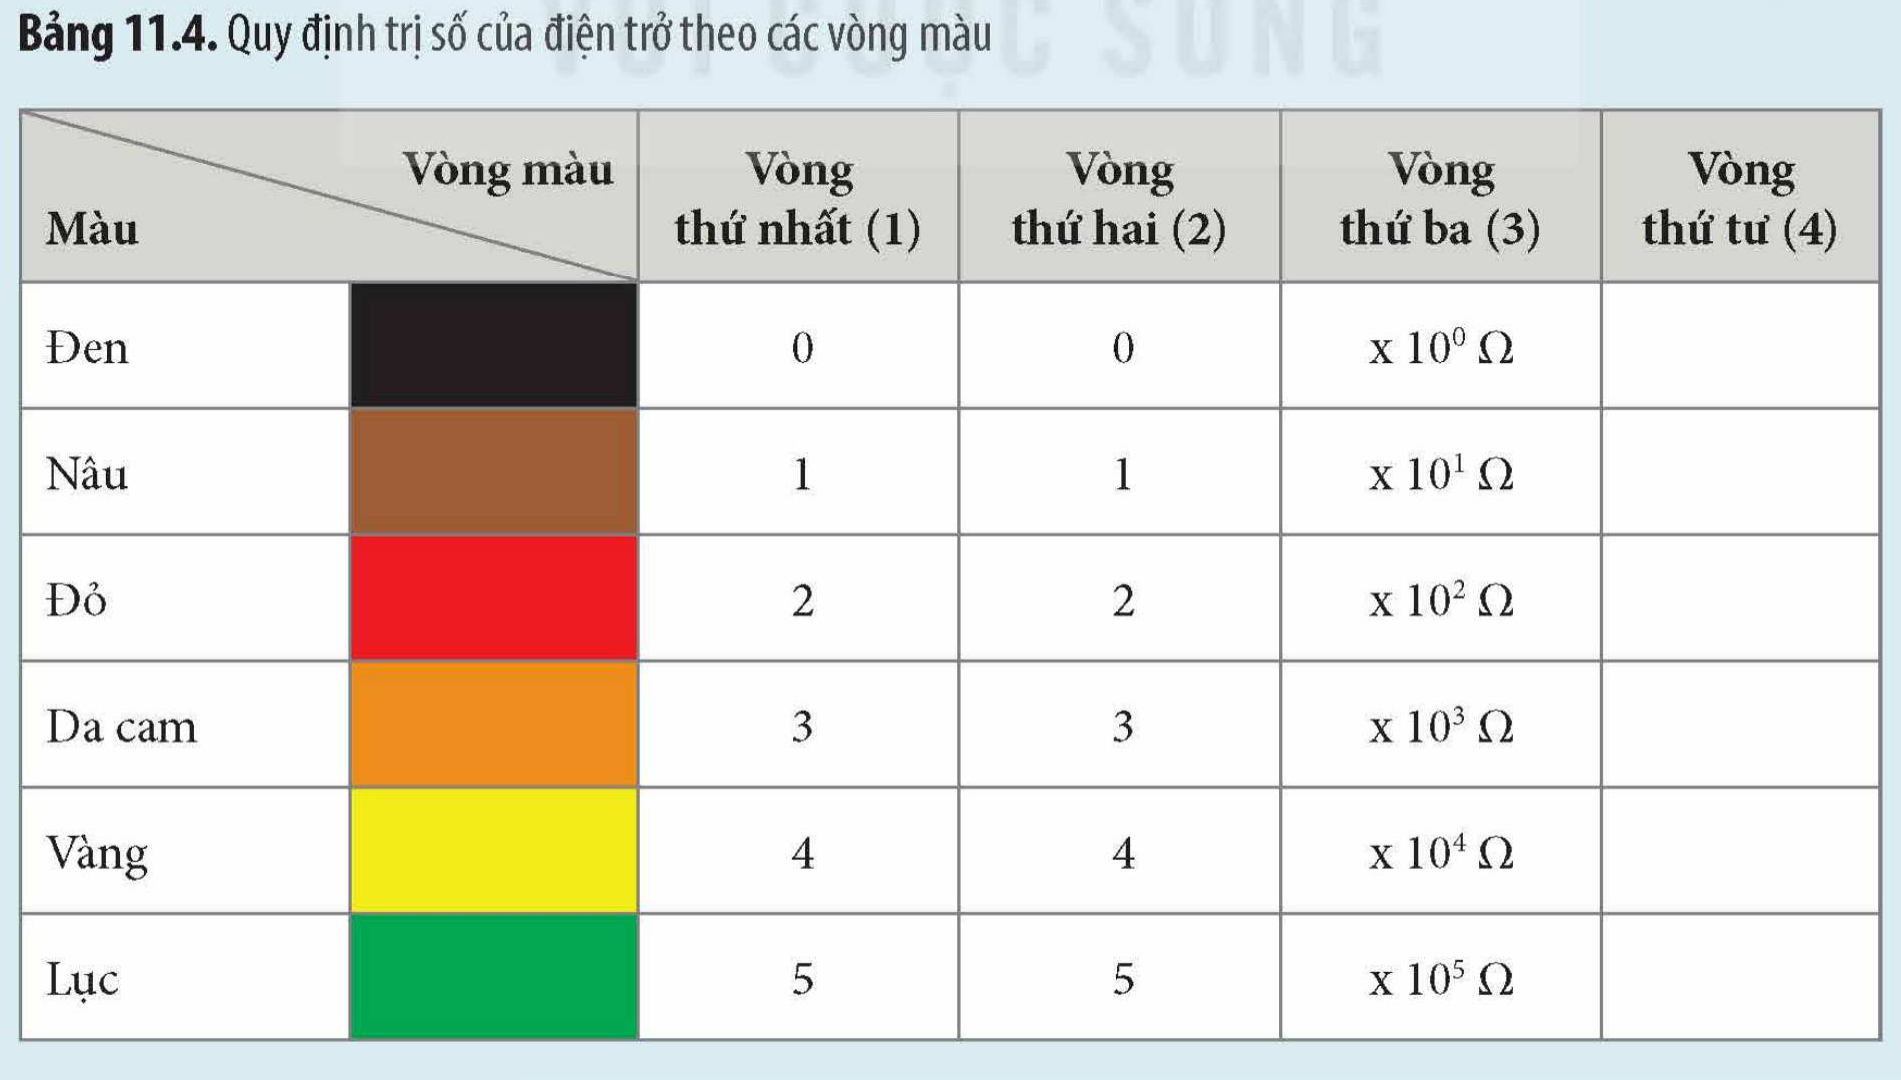 VUI CUỘC SỐNG
Bảng 11.4. Quy định trị số của điện trở theo các vòng màu
Vòng màu
Màu
Vòng thứ nhất (1)
Vòng thứ hai (2)
Vòng thứ ba (3)
Vòng thứ tư (4)
Đen 0 0 x 10⁰ Ω
Nâu 1 1 x 10¹ Ω
Đỏ 2 2 x 10² Ω
Da cam 3 3 x 10³ Ω
Vàng 4 4 x 10⁴ Ω
Lục 5 5 x 10⁵ Ω